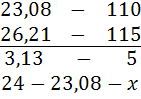 23,08 – 110
26,21 – 115
3,13 – 5
24 – 23,08 – x